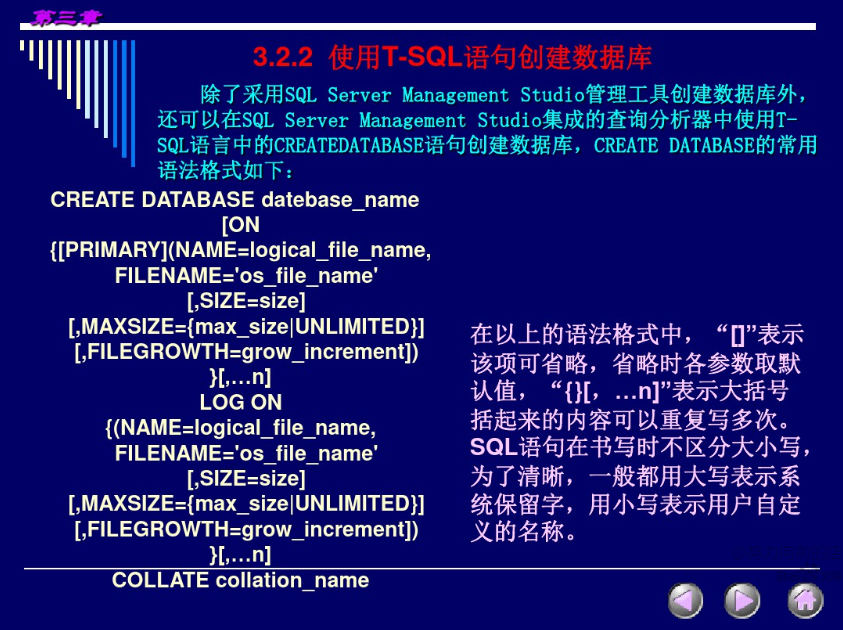 第三章
3.2.2 使用T-SQL语句创建数据库
除了采用SQL Server Management Studio管理工具创建数据库外，
还可以在SQL Server Management Studio集成的查询分析器中使用T-
SQL语言中的CREATEDATABASE语句创建数据库，CREATE DATABASE的常用
语法格式如下：
CREATE DATABASE datebase_name
[ON
{[PRIMARY](NAME=logical_file_name,
FILENAME='os_file_name'
[,SIZE=size]
[,MAXSIZE={max_size|UNLIMITED}]
[,FILEGROWTH=grow_increment])
}[,…n]
LOG ON
{(NAME=logical_file_name,
FILENAME='os_file_name'
[,SIZE=size]
[,MAXSIZE={max_size|UNLIMITED}]
[,FILEGROWTH=grow_increment])
}[,…n]
COLLATE collation_name
在以上的语法格式中，“[]”表示
该项可省略，省略时各参数取默
认值，“{}[，…n]”表示大括号
括起来的内容可以重复写多次。
SQL语句在书写时不区分大小写，
为了清晰，一般都用大写表示系
统保留字，用小写表示用户自定
义的名称。